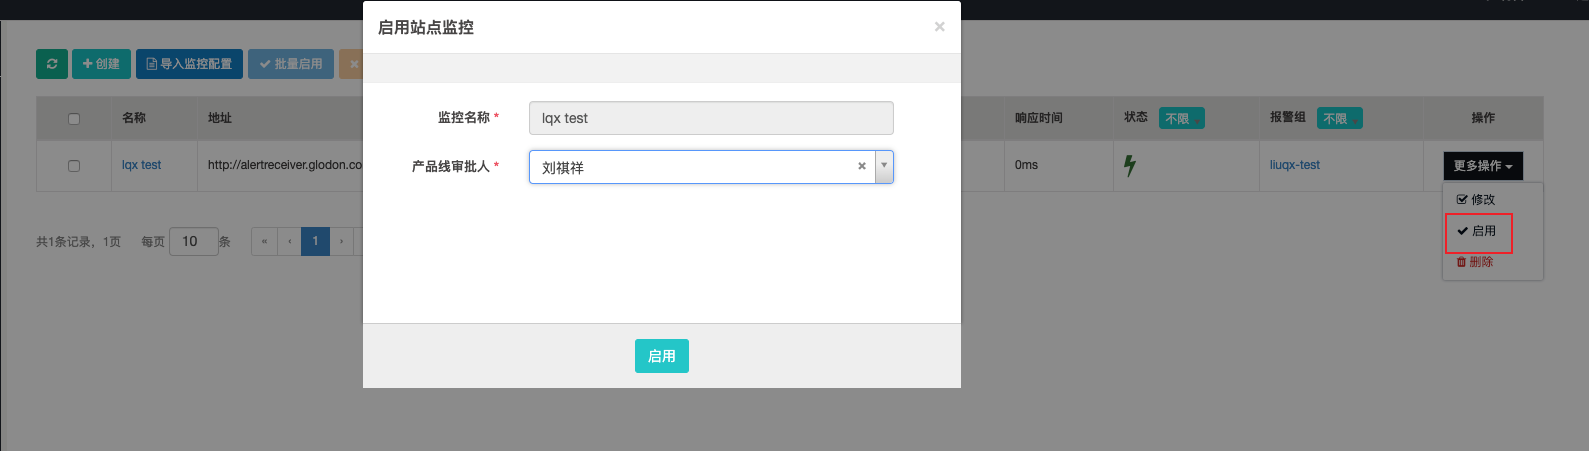 启用站点监控 ×
创建 导入监控配置 批量启用
监控名称 * lqx test
产品线审批人 * 刘祺祥 ×
启用
名称 地址 响应时间 状态 不限 报警组 不限 操作
lqx test http://alertreceiver.glodon.co 0ms liuqx-test 更多操作
修改
启用
删除
共1条记录，1页 每页 10 条 « ‹ 1 ›